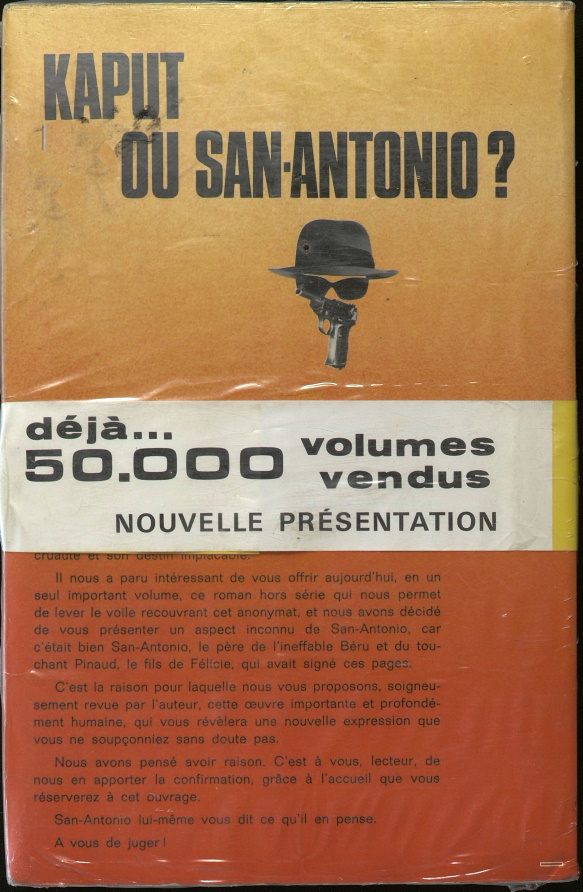 KAPUT
OU SAN-ANTONIO ?
déjà...
50.000 volumes
vendus
NOUVELLE PRÉSENTATION
cruauté et son destin implacable.
Il nous a paru intéressant de vous offrir aujourd'hui, en un
seul important volume, ce roman hors série qui nous permet
de lever le voile recouvrant cet anonymat, et nous avons décidé
de vous présenter un aspect inconnu de San-Antonio, car
c'était bien San-Antonio, le père de l'ineffable Béru et du tou-
chant Pinaud, le fils de Félicie, qui avait signé ces pages.
C'est la raison pour laquelle nous vous proposons, soigneu-
sement revue par l'auteur, cette œuvre importante et profondé-
ment humaine, qui vous révèlera une nouvelle expression que
vous ne soupçonniez sans doute pas.
Nous avons pensé avoir raison. C'est à vous, lecteur, de
nous en apporter la confirmation, grâce à l'accueil que vous
réserverez à cet ouvrage.
San-Antonio lui-même vous dit ce qu'il en pense.
A vous de juger !